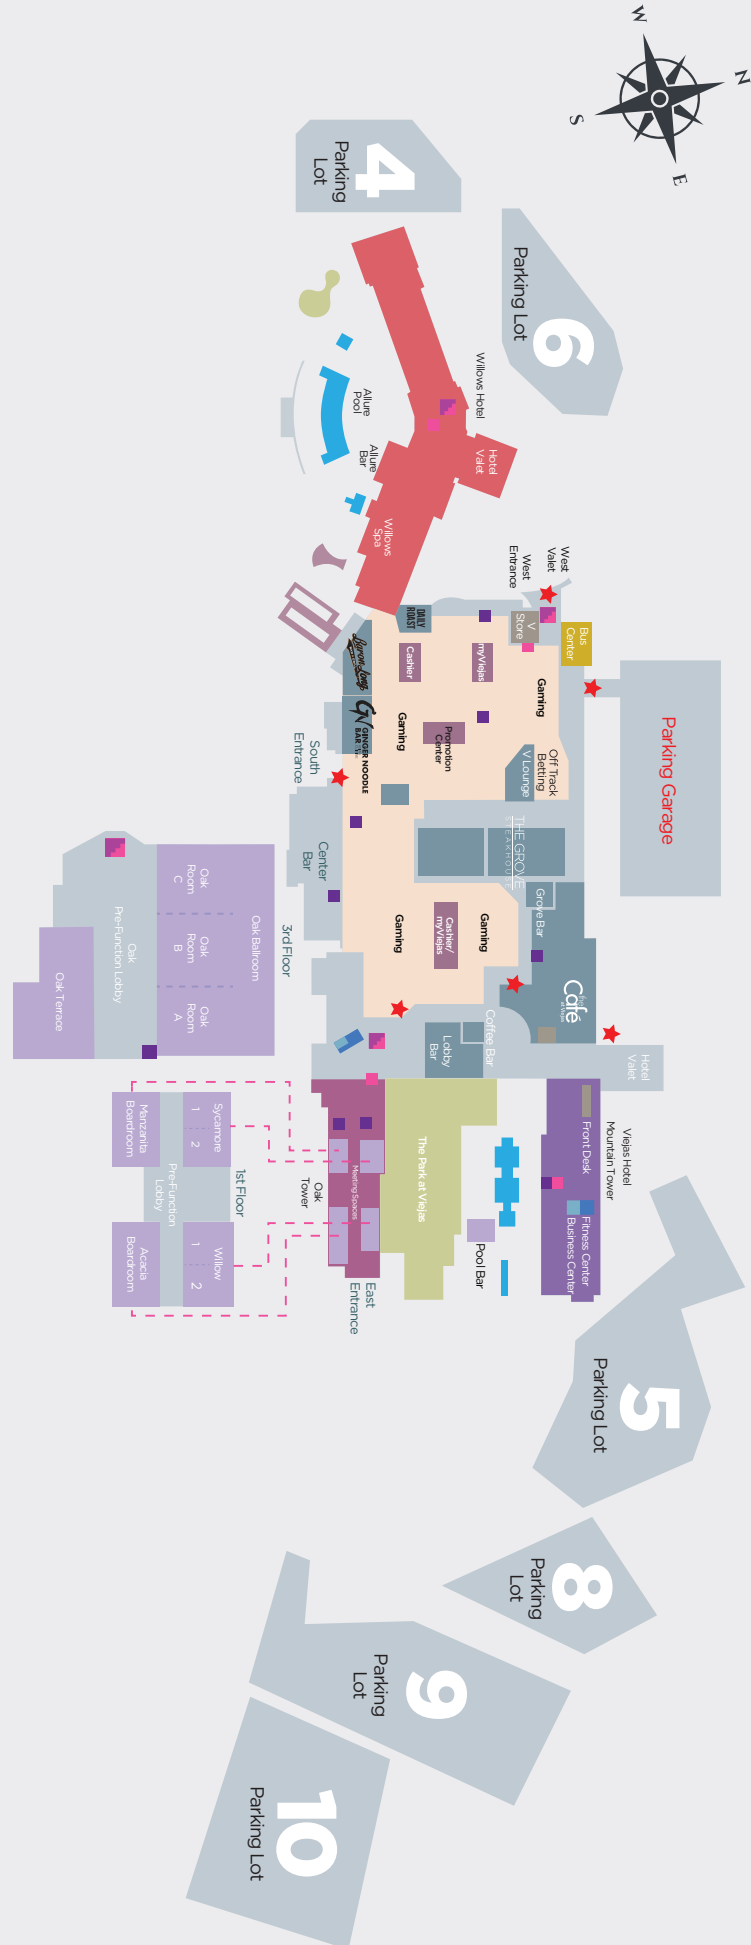 W
N
S
E
4
Parking
Lot
6
Parking Lot
Willows Hotel
Hotel
Valet
Allure
Pool
Allure
Bar
Willows
Spa
West
Valet
West
Entrance
V
Store
Bus
Center
Parking Garage
DAILY
ROAST
Cashier
myViejas
Gaming
Baron Long
GN GINGER NOODLE
BAR
Gaming
Promotion
Center
Off Track
Betting
V Lounge
South
Entrance
Center
Bar
THE GROVE
STEAKHOUSE
Grove Bar
Gaming
Cashier/
myViejas
Gaming
Café
Coffee Bar
Lobby
Bar
Hotel
Valet
3rd Floor
Oak Ballroom
Oak
Room
C
Oak
Room
B
Oak
Room
A
Oak
Pre-Function Lobby
Oak Terrace
1st Floor
Sycamore
1
2
Manzanita
Boardroom
Pre-Function
Lobby
Willow
1
2
Acacia
Boardroom
Meeting Spaces
Oak
Tower
East
Entrance
The Park at Viejas
Pool Bar
Viejas Hotel
Mountain Tower
Front Desk
Fitness Center
Business Center
5
Parking Lot
8
Parking
Lot
9
Parking
Lot
10
Parking Lot